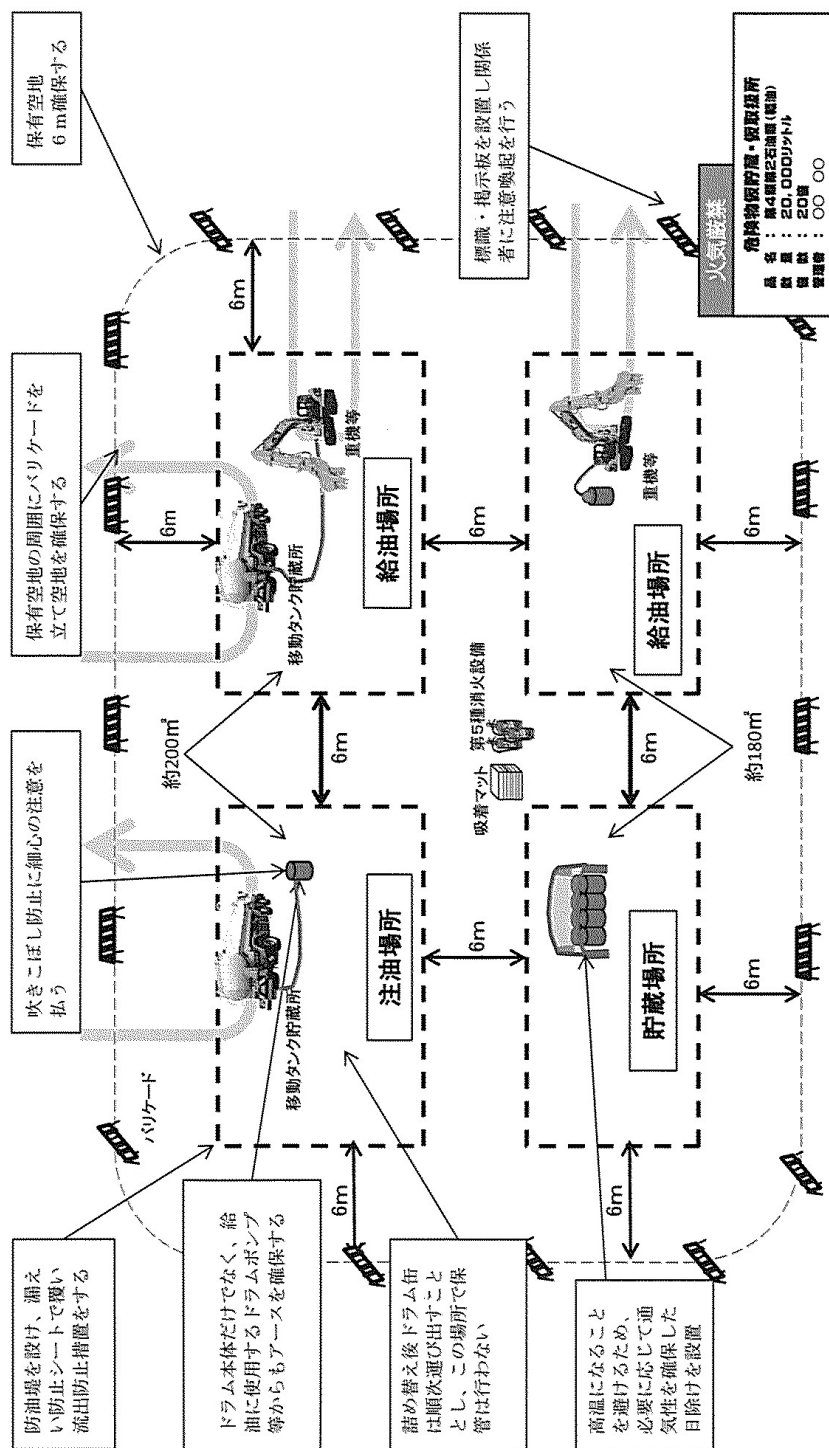 防油堤を設け、漏え
い防止シートで覆い
流出防止措置をする
吹きこぼし防止に細心の注意を
払う
保有空地の周囲にバリケードを
立て空地を確保する
保有空地
6m確保する
バリケード
ドラム本体だけでなく、給
油に使用するドラムポンプ
等からもアースを確保する
詰め替え後ドラム缶
は順次運び出すこと
とし、この場所で保
管は行わない
高温になること
を避けるため、
必要に応じて通
気性を確保した
日除けを設置
移動タンク貯蔵所
注油場所
約200㎡
移動タンク貯蔵所
重機等
給油場所
6m
6m
6m
6m
6m
6m
貯蔵場所
吸着マット
第5種消火設備
約180㎡
給油場所
重機等
6m
6m
6m
6m
標識・掲示板を設置し関係
者に注意喚起を行う
火気厳禁
危険物仮貯蔵・仮取扱所
品名：第4類第2石油類(軽油)
数量：20,000リットル
倍数：20倍
管理者：○○ ○○